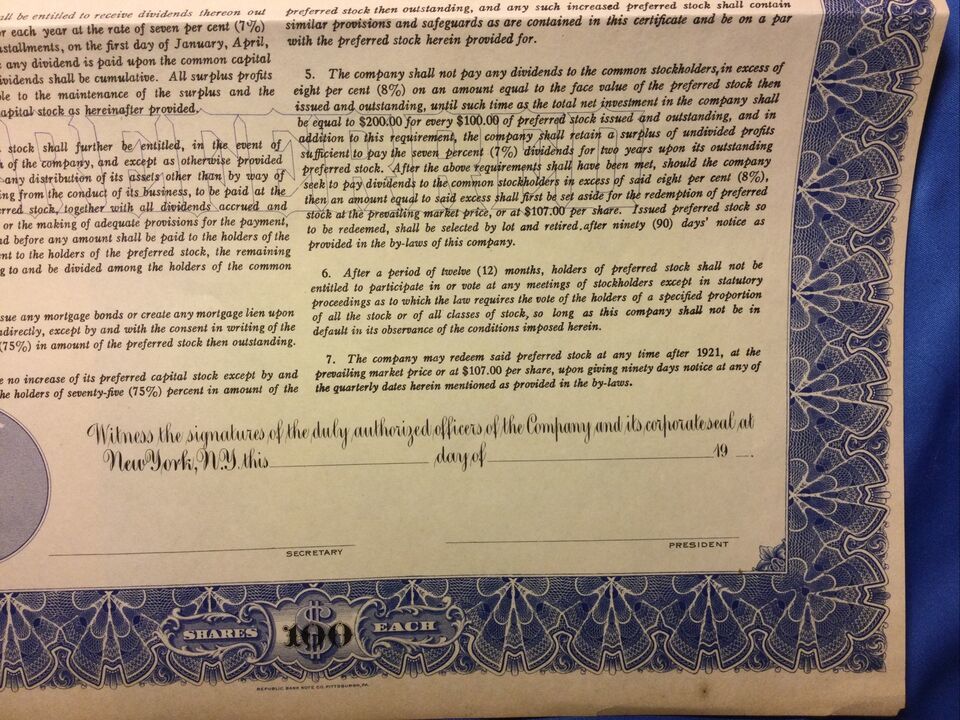 all be entitled to receive dividends thereon out
r each year at the rate of seven per cent (7%)
stallments, on the first day of January, April,
any dividend is paid upon the common capital
ividends shall be cumulative. All surplus profits
le to the maintenance of the surplus and the
apital stock as hereinafter provided.
stock shall further be entitled, in the event of
of the company, and except as otherwise provided
any distribution of its assets other than by way of
ing from the conduct of its business, to be paid at the
rred stock, together with all dividends accrued and
or the making of adequate provisions for the payment,
nd before any amount shall be paid to the holders of the
nt to the holders of the preferred stock, the remaining
g to and be divided among the holders of the common
sue any mortgage bonds or create any mortgage lien upon
ndirectly, except by and with the consent in writing of the
(75%) in amount of the preferred stock then outstanding.
e no increase of its preferred capital stock except by and
he holders of seventy-five (75%) percent in amount of the
preferred stock then outstanding, and any such increased preferred stock shall contain
similar provisions and safeguards as are contained in this certificate and be on a par
with the preferred stock herein provided for.
5. The company shall not pay any dividends to the common stockholders, in excess of
eight per cent (8%) on an amount equal to the face value of the preferred stock then
issued and outstanding, until such time as the total net investment in the company shall
be equal to $200.00 for every $100.00 of preferred stock issued and outstanding, and in
addition to this requirement, the company shall retain a surplus of undivided profits
sufficient to pay the seven percent (7%) dividends for two years upon its outstanding
preferred stock. After the above requirements shall have been met, should the company
seek to pay dividends to the common stockholders in excess of said eight per cent (8%),
then an amount equal to said excess shall first be set aside for the redemption of preferred
stock at the prevailing market price, or at $107.00 per share. Issued preferred stock so
to be redeemed, shall be selected by lot and retired.after ninety (90) days' notice as
provided in the by-laws of this company.
6. After a period of twelve (12) months, holders of preferred stock shall not be
entitled to participate in or vote at any meetings of stockholders except in statutory
proceedings as to which the law requires the vote of the holders of a specified proportion
of all the stock or of all classes of stock, so long as this company shall not be in
default in its observance of the conditions imposed herein.
7. The company may redeem said preferred stock at any time after 1921, at the
prevailing market price or at $107.00 per share, upon giving ninety days notice at any of
the quarterly dates herein mentioned as provided in the by-laws.
Witness the signatures of the duly authorized officers of the Company and its corporate seal at
New York, N.Y. this day of 19 .
SECRETARY
PRESIDENT
SHARES $100 EACH
REPUBLIC BANK NOTE CO. PITTSBURGH, PA.